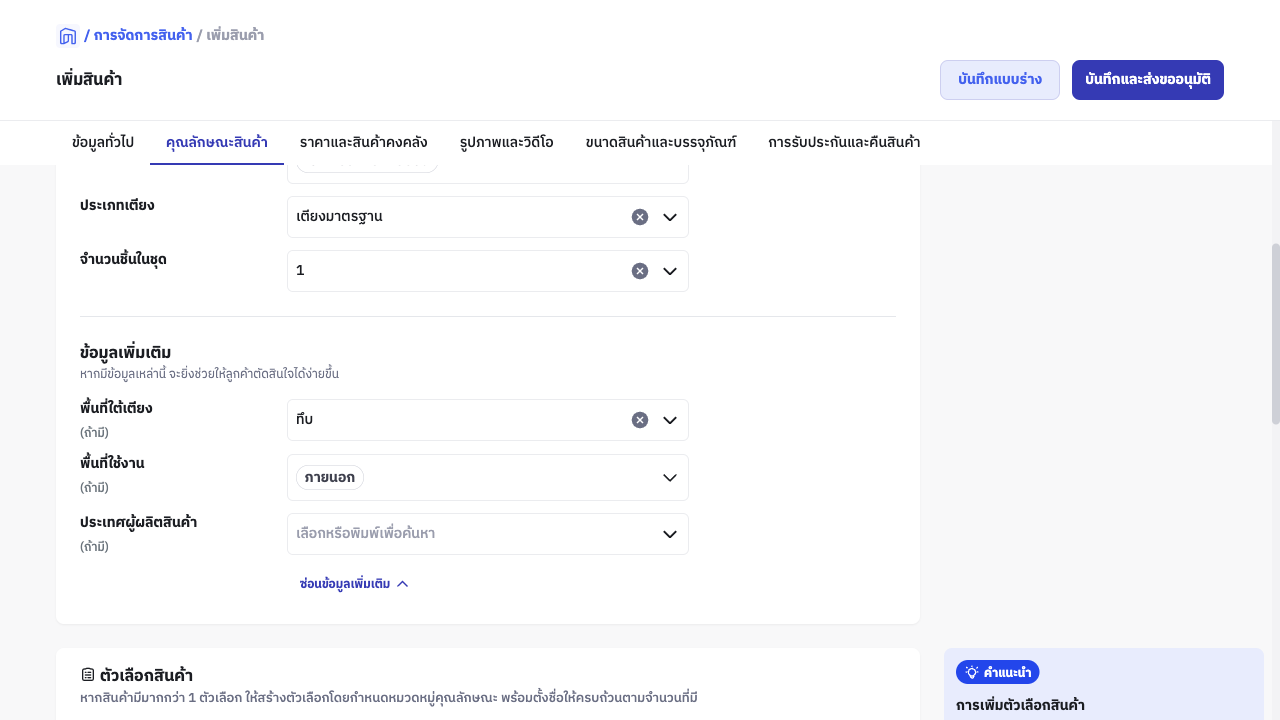 / การจัดการสินค้า / เพิ่มสินค้า
เพิ่มสินค้า
บันทึกแบบร่าง
บันทึกและส่งขออนุมัติ
ข้อมูลทั่วไป
คุณลักษณะสินค้า
ราคาและสินค้าคงคลัง
รูปภาพและวิดีโอ
ขนาดสินค้าและบรรจุภัณฑ์
การรับประกันและคืนสินค้า
ประเภทเตียง
เตียงมาตรฐาน
จำนวนชิ้นในชุด
1
ข้อมูลเพิ่มเติม
หากมีข้อมูลเหล่านี้ จะยิ่งช่วยให้ลูกค้าตัดสินใจได้ง่ายขึ้น
พื้นที่ใต้เตียง
(ถ้ามี)
ทึบ
พื้นที่ใช้งาน
(ถ้ามี)
ภายนอก
ประเทศผู้ผลิตสินค้า
(ถ้ามี)
เลือกหรือพิมพ์เพื่อค้นหา
ซ่อนข้อมูลเพิ่มเติม
ตัวเลือกสินค้า
หากสินค้ามีมากกว่า 1 ตัวเลือก ให้สร้างตัวเลือกโดยกำหนดหมวดหมู่คุณลักษณะ พร้อมตั้งชื่อให้ครบถ้วนตามจำนวนที่มี
คำแนะนำ
การเพิ่มตัวเลือกสินค้า